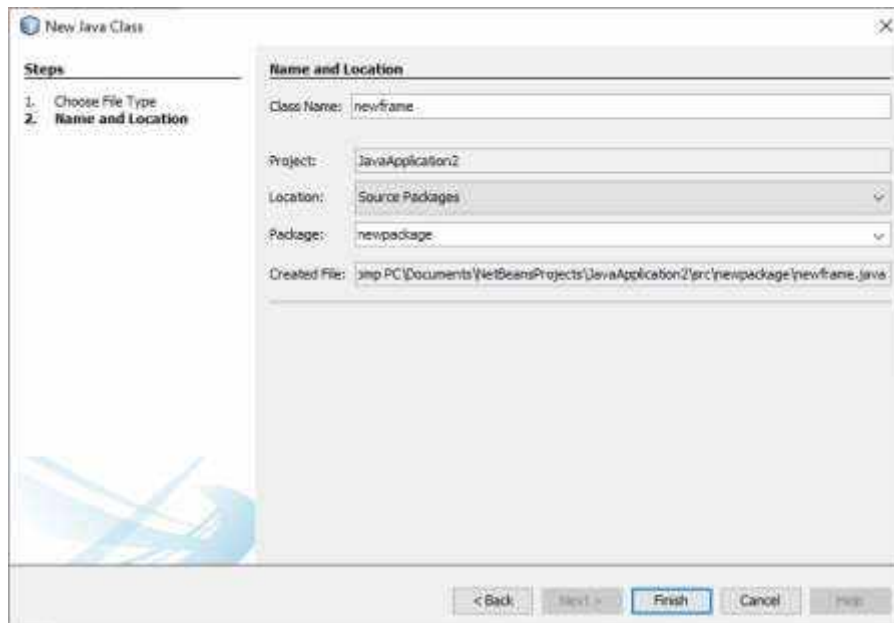 New Java Class
Steps
1. Choose File Type
2. Name and Location
Name and Location
Class Name: newframe
Project: JavaApplication2
Location: Source Packages
Package: newpackage
Created File: omp PC\Documents\NetBeansProjects\JavaApplication2\src\newpackage\newframe.java
< Back Next > Finish Cancel Help